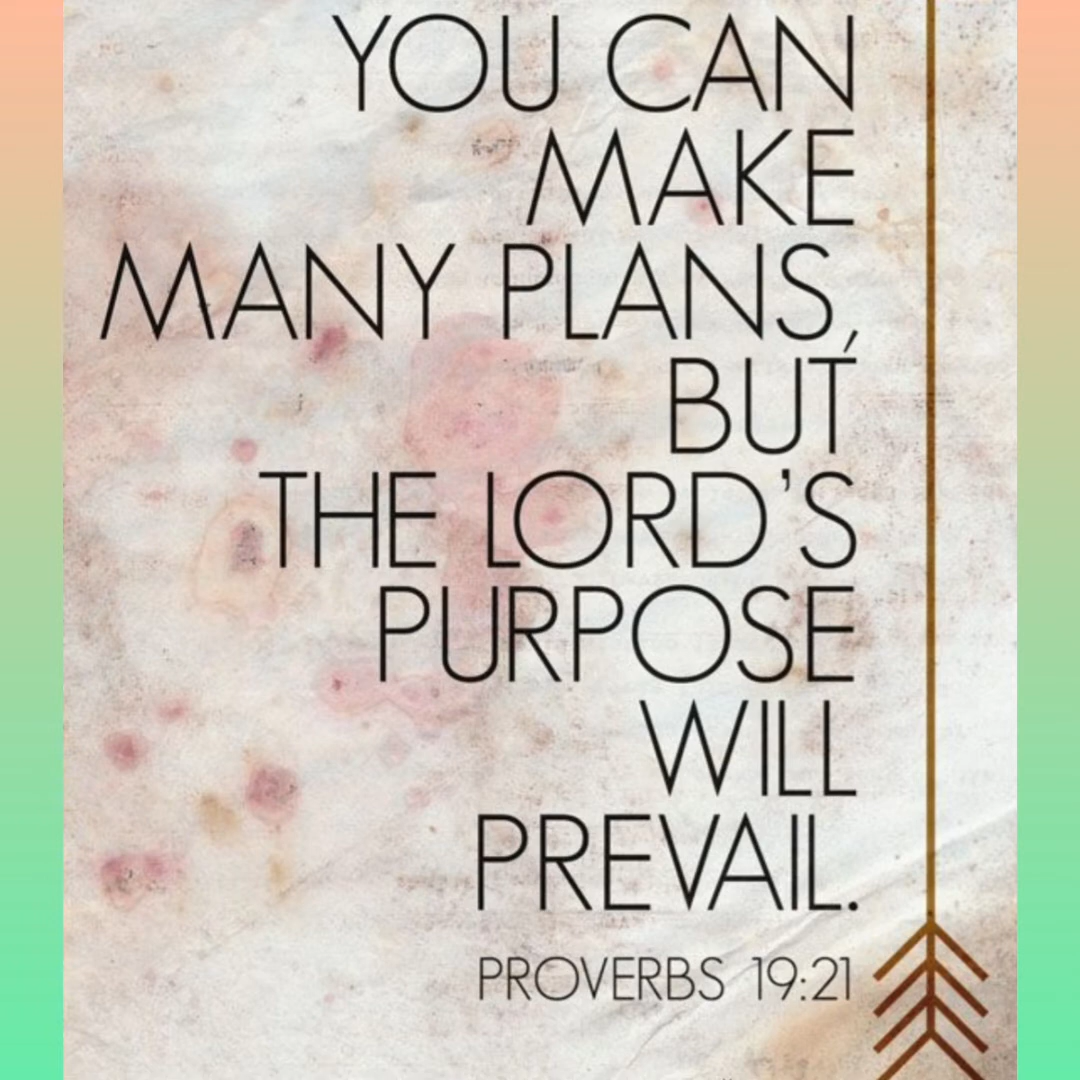 YOU CAN
MAKE
MANY PLANS,
BUT
THE LORD'S
PURPOSE
WILL
PREVAIL.
PROVERBS 19:21